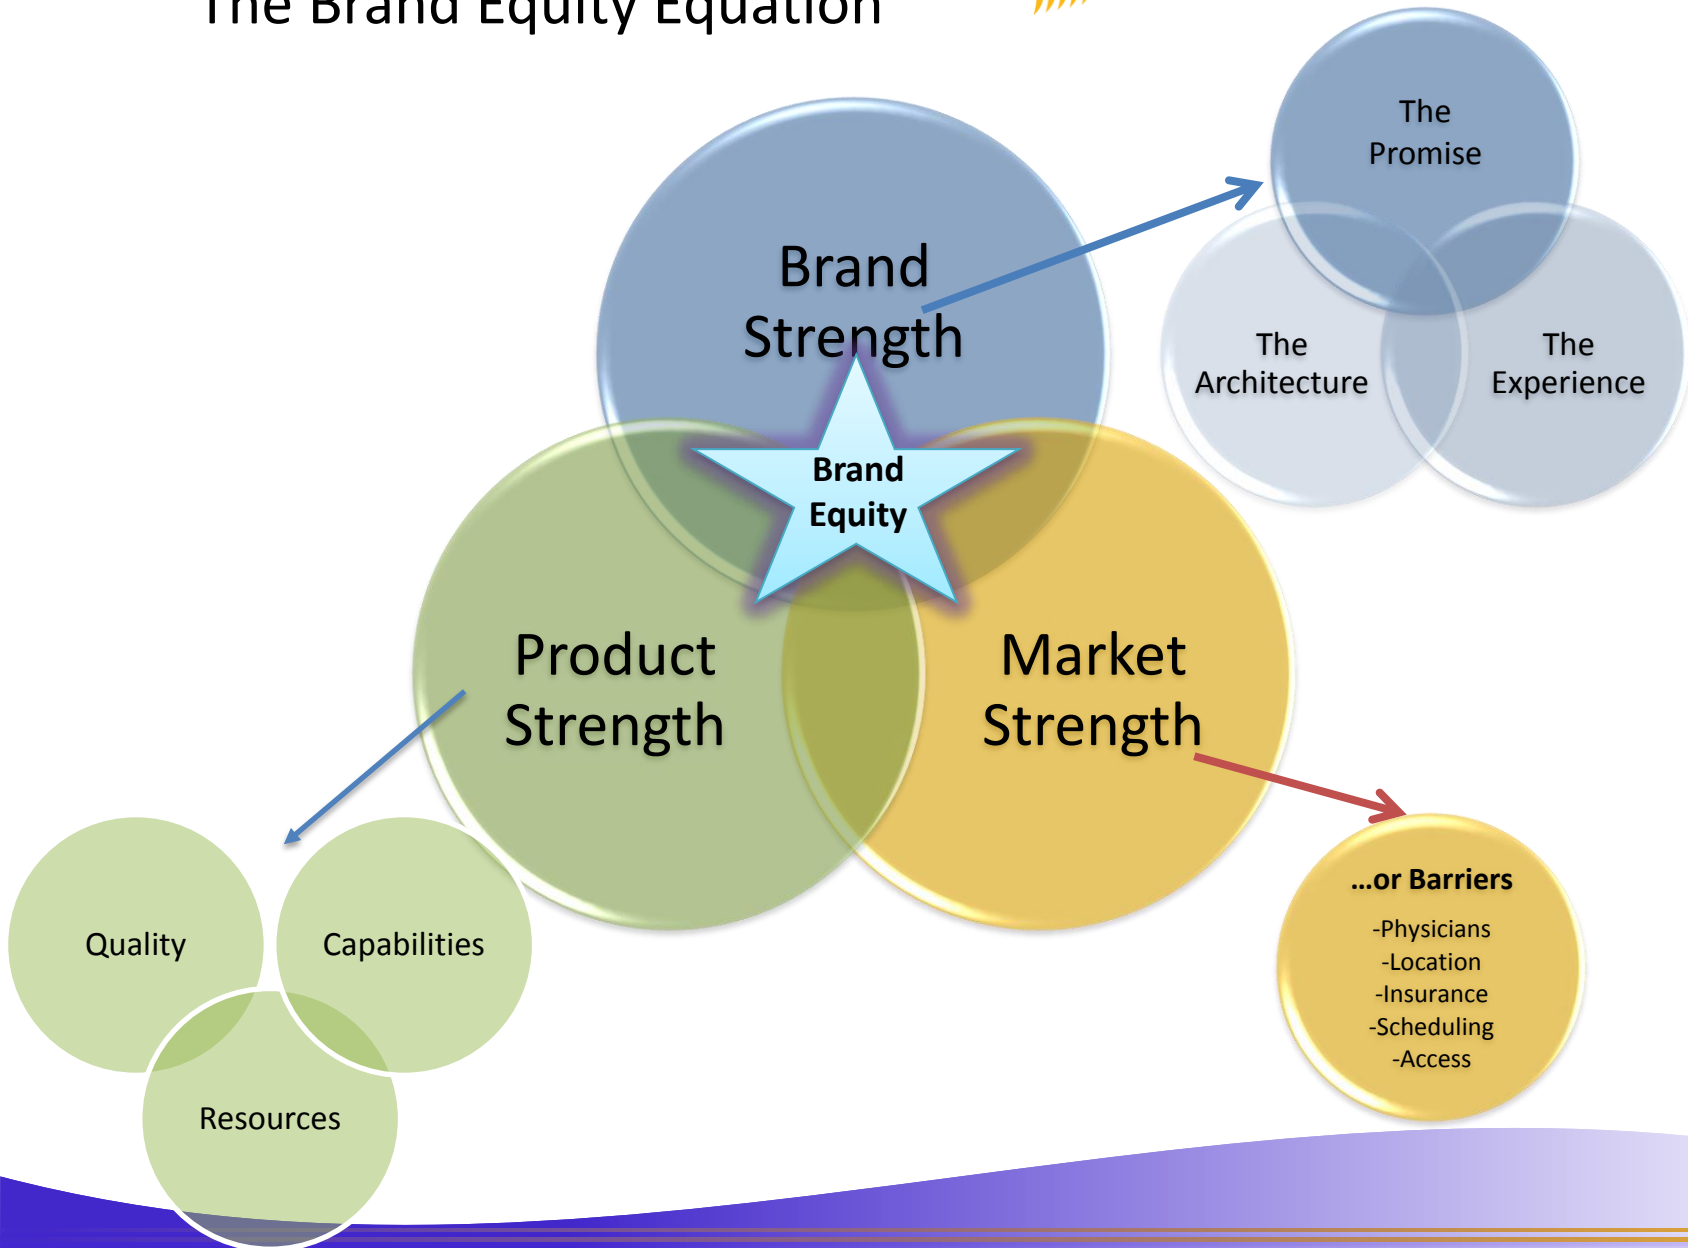 The Brand Equity Equation
The
Promise
The
Architecture
The
Experience
Brand
Strength
Brand
Equity
Product
Strength
Market
Strength
Quality
Capabilities
Resources
...or Barriers
-Physicians
-Location
-Insurance
-Scheduling
-Access